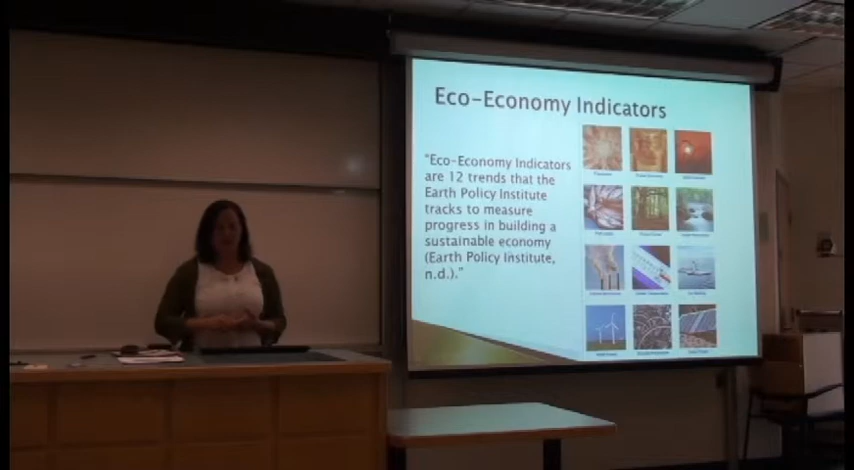 Eco-Economy Indicators
"Eco-Economy Indicators
are 12 trends that the
Earth Policy Institute
tracks to measure
progress in building a
sustainable economy
(Earth Policy Institute,
n.d.)."